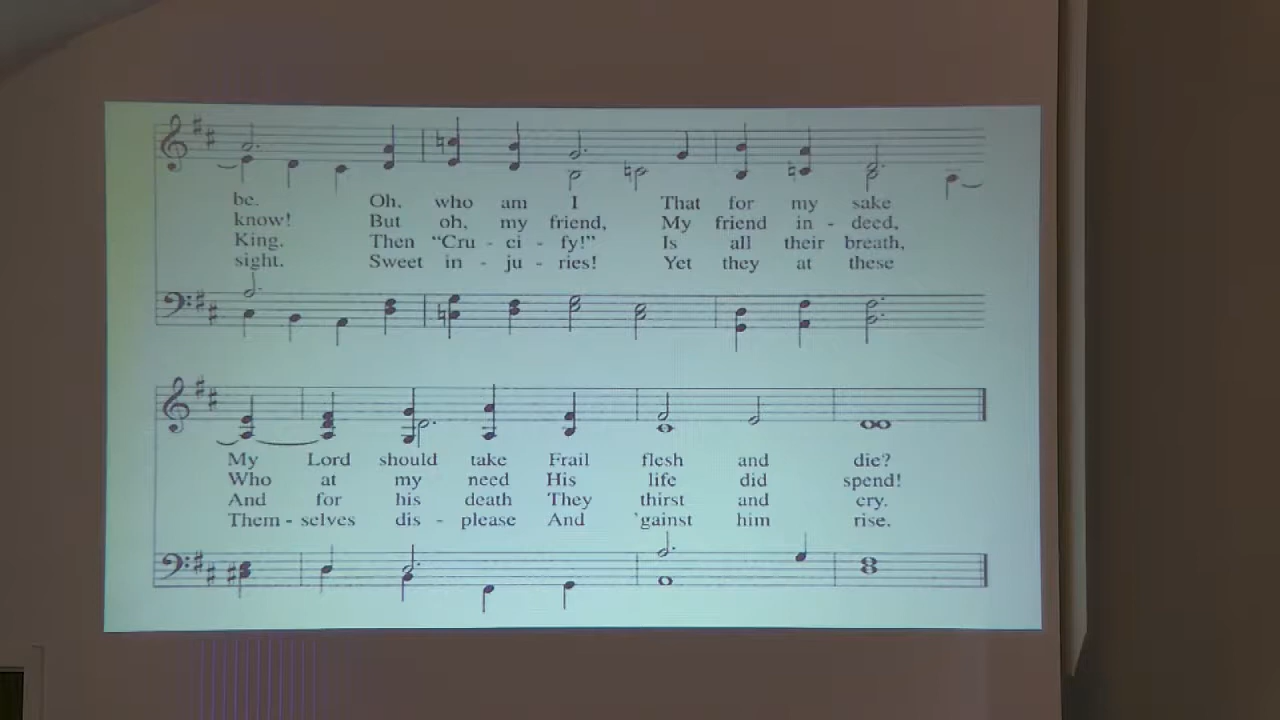 be. Oh, who am I That for my sake
know! But oh, my friend, My friend in - deed,
King. Then “Cru - ci - fy!” Is all their breath,
sight. Sweet in - ju - ries! Yet they at these
My Lord should take Frail flesh and die?
Who at my need His life did spend!
And for his death They thirst and cry.
Them - selves dis - please And 'gainst him rise.